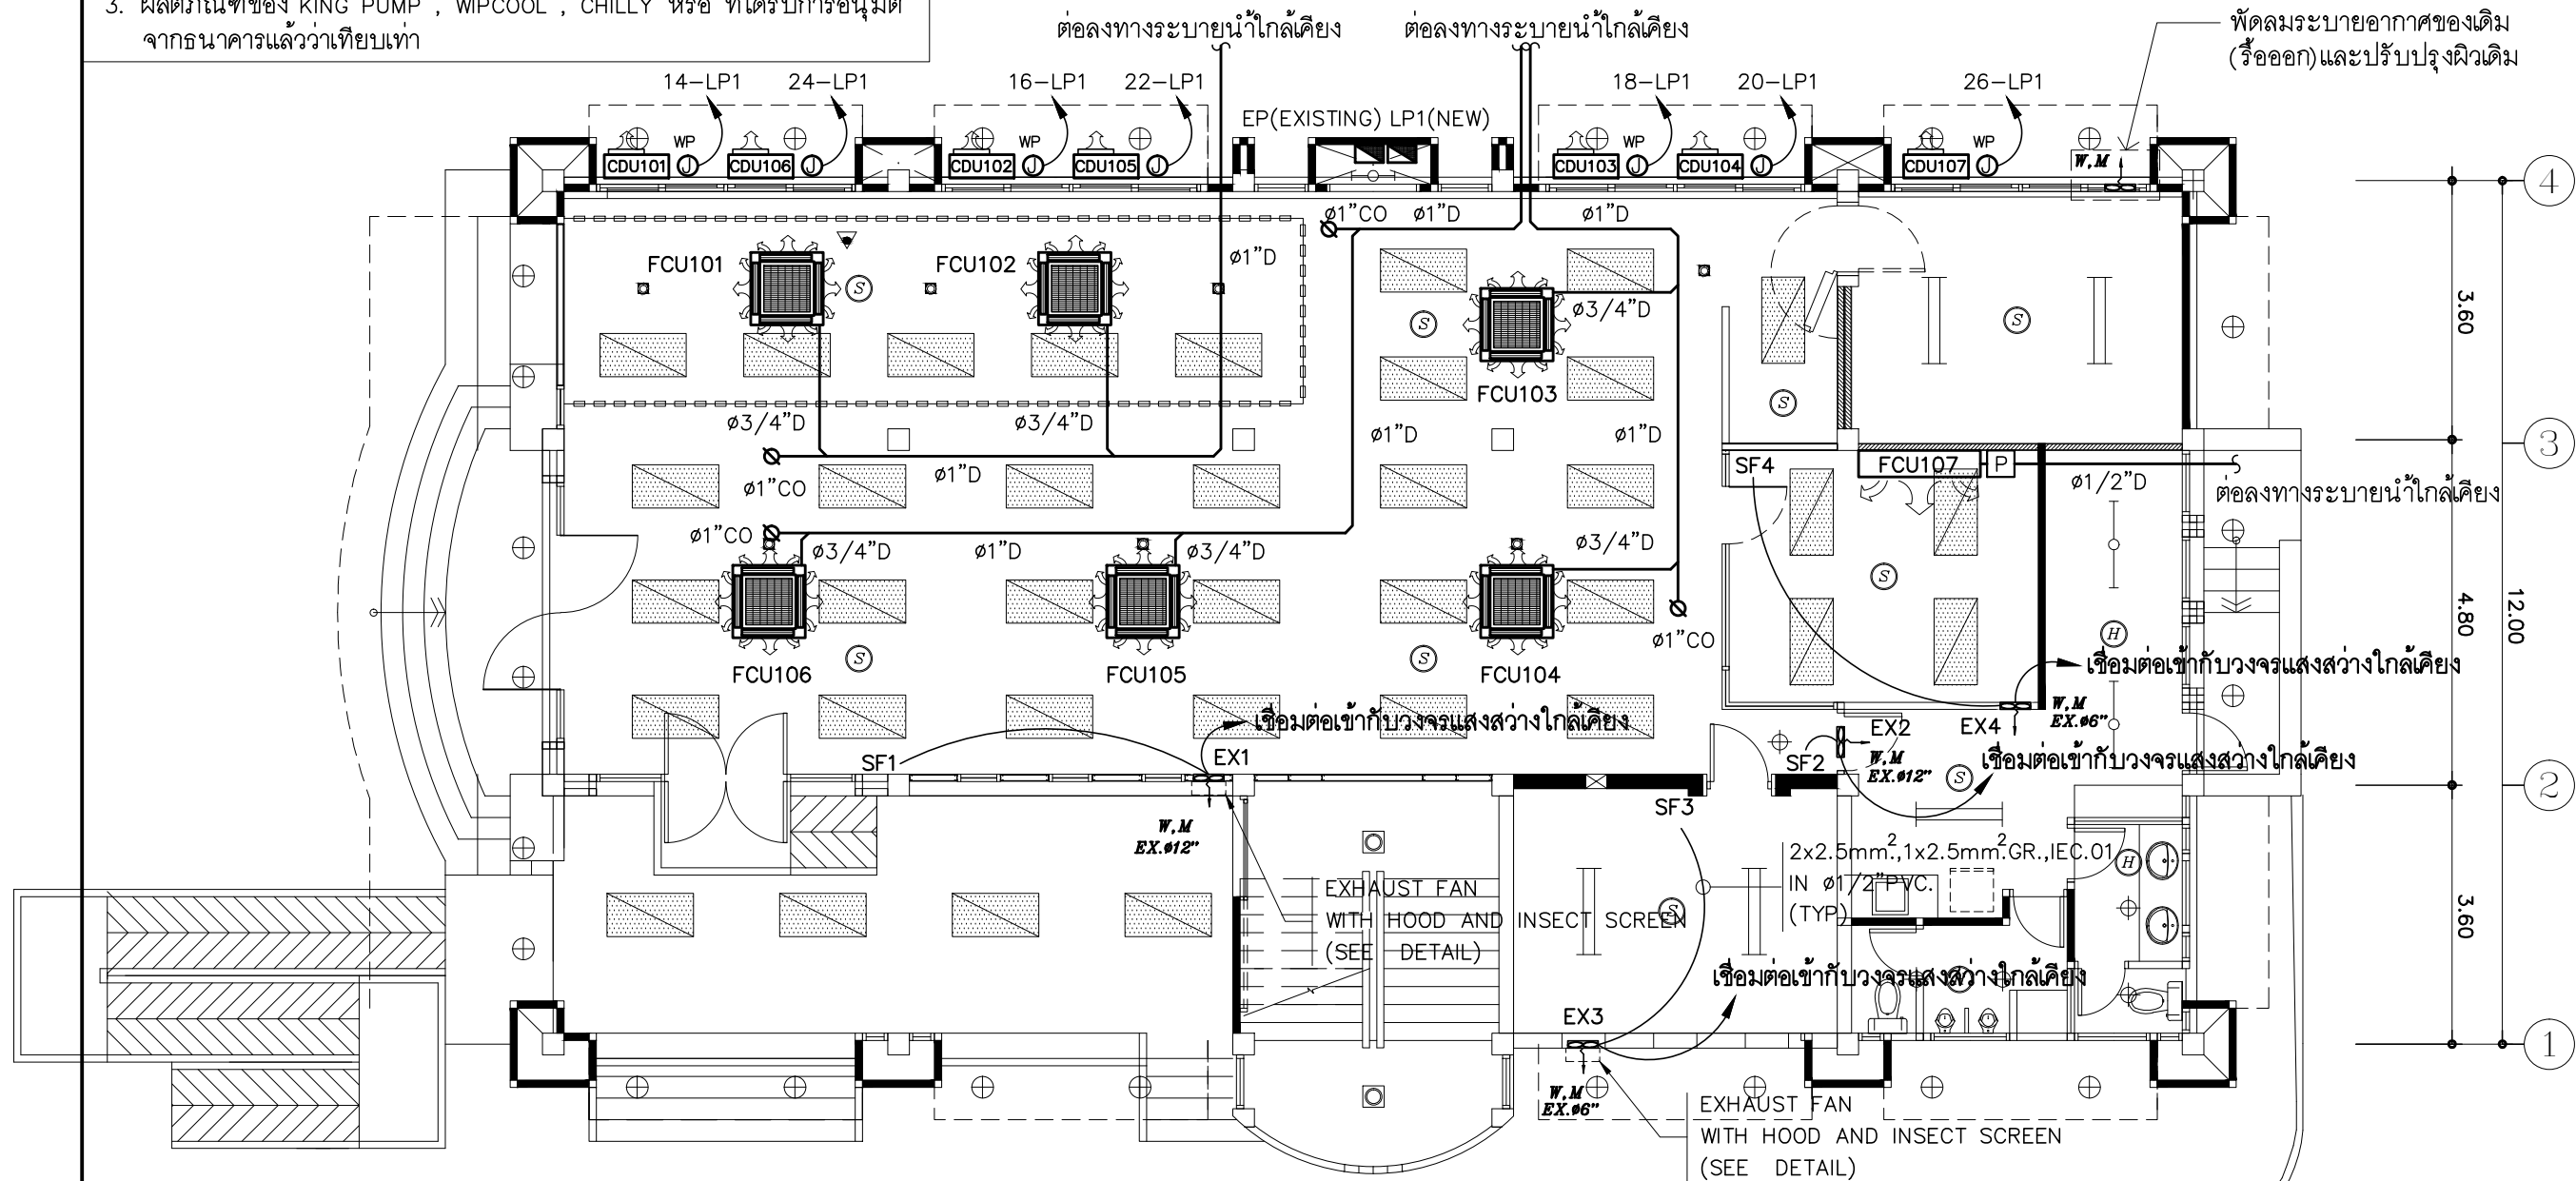 3. ผลิตภัณฑ์ของ KING PUMP , WIPCOOL , CHILLY หรือ ที่ได้รับการอนุมัติ
จากธนาคารแล้วว่าเทียบเท่า
ต่อลงทางระบายน้ำใกล้เคียง
ต่อลงทางระบายน้ำใกล้เคียง
พัดลมระบายอากาศของเดิม
(รื้อออก)และปรับปรุงผิวเดิม
14-LP1
24-LP1
16-LP1
22-LP1
18-LP1
20-LP1
26-LP1
EP(EXISTING) LP1(NEW)
WP
WP
WP
WP
CDU101
J
CDU106
J
CDU102
J
CDU105
J
CDU103
J
CDU104
J
CDU107
J
W,M
4
ø1"CO
ø1"D
ø1"D
FCU101
FCU102
ø1"D
S
ø3/4"D
S
S
3.60
FCU103
S
ø3/4"D
ø3/4"D
ø1"D
ø1"D
3
SF4
FCU107
P
ø1/2"D
ø1"CO
ø1"D
ต่อลงทางระบายน้ำใกล้เคียง
ø1"CO
ø3/4"D
ø1"D
ø3/4"D
ø3/4"D
S
4.80
12.00
ø1"CO
H
FCU106
S
FCU105
S
FCU104
เชื่อมต่อเข้ากับวงจรแสงสว่างใกล้เคียง
W,M
EX.ø6"
เชื่อมต่อเข้ากับวงจรแสงสว่างใกล้เคียง
EX2
EX4
SF1
EX1
SF2
W,M
EX.ø12"
เชื่อมต่อเข้ากับวงจรแสงสว่างใกล้เคียง
S
2
SF3
W,M
EX.ø12"
2x2.5mm²,1x2.5mm²GR.,IEC.01
IN ø1/2"PVC.
(TYP)
H
EXHAUST FAN
WITH HOOD AND INSECT SCREEN
(SEE DETAIL)
S
3.60
เชื่อมต่อเข้ากับวงจรแสงสว่างใกล้เคียง
EX3
1
W,M
EX.ø6"
EXHAUST FAN
WITH HOOD AND INSECT SCREEN
(SEE DETAIL)